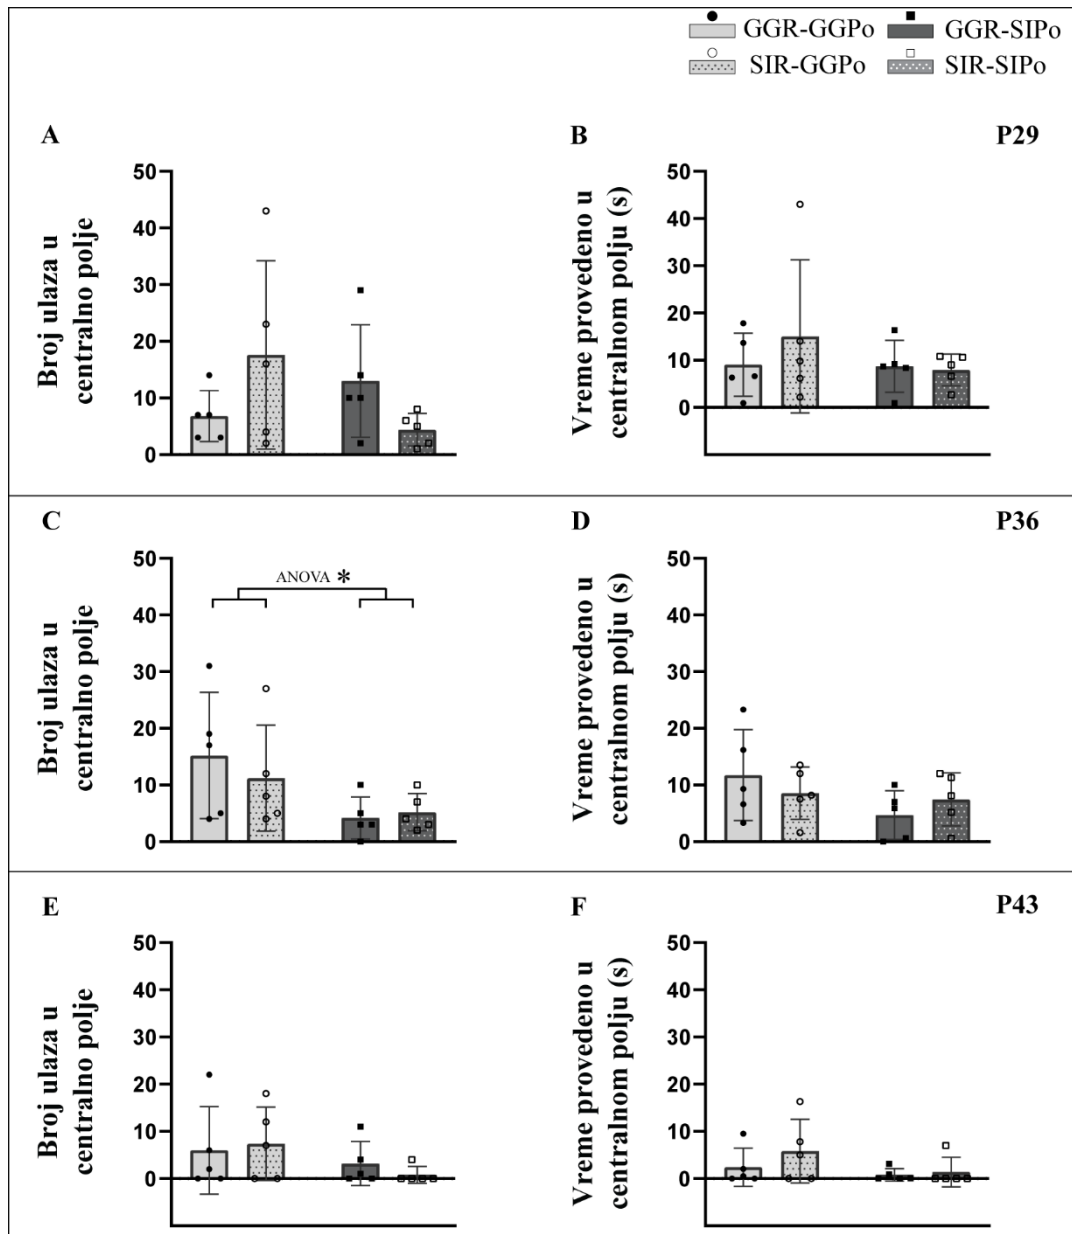 GGR-GGPo GGR-SIPo
SIR-GGPo SIR-SIPo
A B P29
50
40
30
20
10
0
Broj ulaza u
centralno polje
50
40
30
20
10
0
Vreme provedeno u
centralnom polju (s)
C D P36
50
40
30
20
10
0
Broj ulaza u
centralno polje
ANOVA *
50
40
30
20
10
0
Vreme provedeno u
centralnom polju (s)
E F P43
50
40
30
20
10
0
Broj ulaza u
centralno polje
50
40
30
20
10
0
Vreme provedeno u
centralnom polju (s)